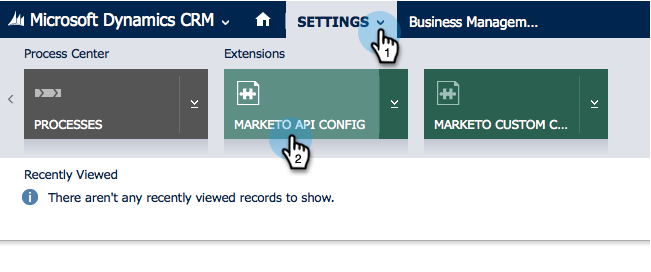 Microsoft Dynamics CRM SETTINGS Business Managem...
1
Process Center Extensions
PROCESSES MARKETO API CONFIG MARKETO CUSTOM C...
2
Recently Viewed
There aren't any recently viewed records to show.